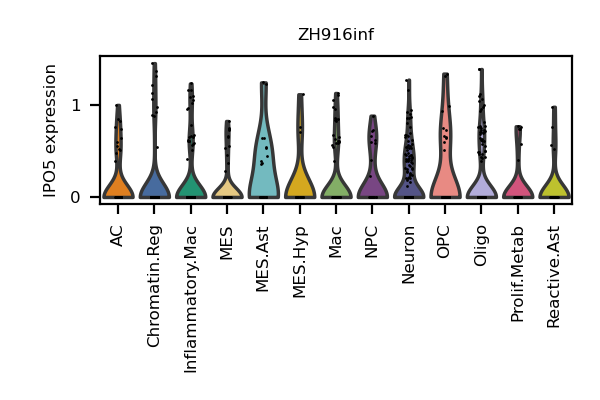 ZH916inf
IPO5 expression
1
0
AC
Chromatin.Reg
Inflammatory.Mac
MES
MES.Ast
MES.Hyp
Mac
NPC
Neuron
OPC
Oligo
Prolif.Metab
Reactive.Ast